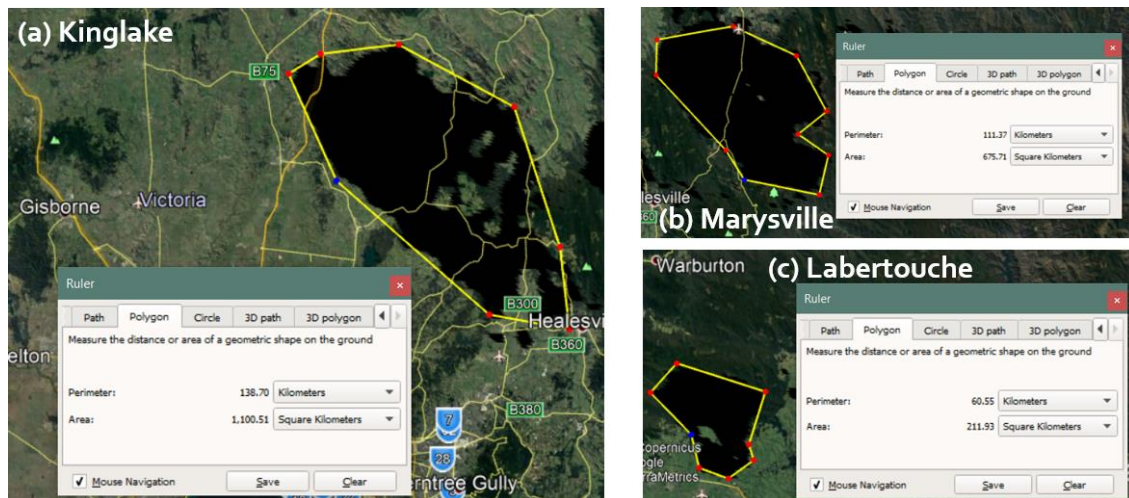 (a) Kinglake
B75
Victoria
Gisborne
B300
Healesvi
B360
elton
B380
7
28
erntree Gully
Ruler
Path Polygon Circle 3D path 3D polygon
Measure the distance or area of a geometric shape on the ground
Perimeter: 138.70 Kilometers
Area: 1,100.51 Square Kilometers
Mouse Navigation Save Clear
lesville
60
(b) Marysville
Ruler
Path Polygon Circle 3D path 3D polygon
Measure the distance or area of a geometric shape on the ground
Perimeter: 111.37 Kilometers
Area: 675.71 Square Kilometers
Mouse Navigation Save Clear
Warburton
(c) Labertouche
opernicus
ogle
rraMetrics
Ruler
Path Polygon Circle 3D path 3D polygon
Measure the distance or area of a geometric shape on the ground
Perimeter: 60.55 Kilometers
Area: 211.93 Square Kilometers
Mouse Navigation Save Clear